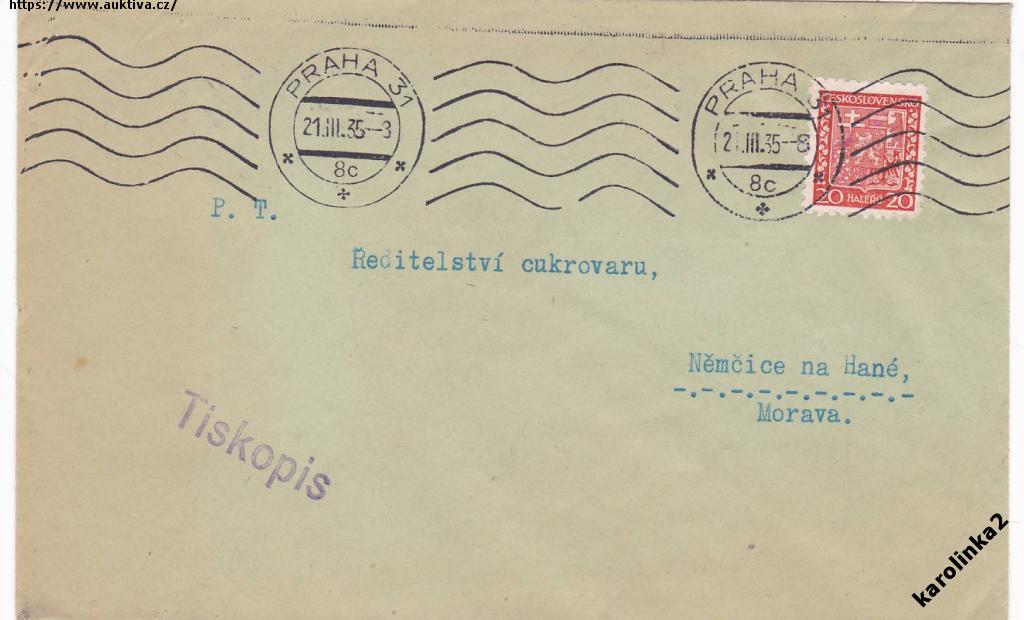 https://www.auktiva.cz/
PRAHA 31
21.III.35–8
8c
PRAHA 31
21.III.35–8
8c
ČESKOSLOVENSKO
20 HALÉŘŮ 20
P. T.
Ředitelství cukrovaru,
Němčice na Hané,
Morava.
Tiskopis
karolinka2